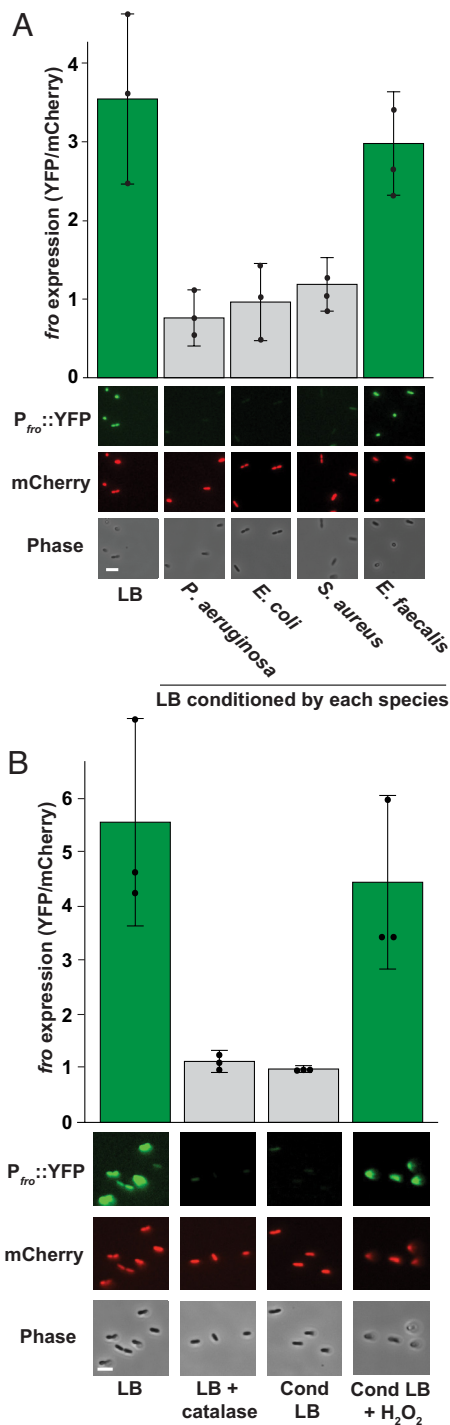 A
fro expression (YFP/mCherry)
4
3
2
1
0
Pfro::YFP
mCherry
Phase
LB
P. aeruginosa
E. coli
S. aureus
E. faecalis
LB conditioned by each species
B
fro expression (YFP/mCherry)
6
5
4
3
2
1
0
Pfro::YFP
mCherry
Phase
LB
LB + catalase
Cond LB
Cond LB + H₂O₂